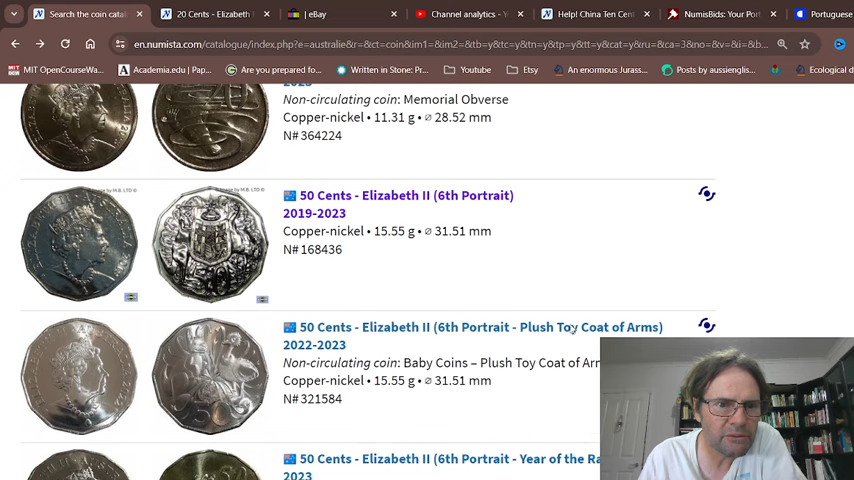 Search the coin cata
20 Cents - Elizabeth I
eBay
Channel analytics - Y
Help! China Ten Cent
NumisBids: Your Po
Portuguese
en.numista.com/catalogue/index.php?e=australie&r=&ct=coin&im1=&im2=&tb=y&tc=y&tn=y&tp=y&tt=y&cat=y&ru=&ca=3&no=&v=&i=&b...
MIT OpenCourseWa...
Academia.edu | Pap...
Are you prepared fo...
Written in Stone: Pr...
Youtube
Etsy
An enormous Jurass...
Posts by aussienglis...
Ecological d
2023
Non-circulating coin: Memorial Obverse
Copper-nickel • 11.31 g • ⌀ 28.52 mm
N# 364224
50 Cents - Elizabeth II (6th Portrait)
2019-2023
Copper-nickel • 15.55 g • ⌀ 31.51 mm
N# 168436
50 Cents - Elizabeth II (6th Portrait - Plush Toy Coat of Arms)
2022-2023
Non-circulating coin: Baby Coins – Plush Toy Coat of Arm
Copper-nickel • 15.55 g • ⌀ 31.51 mm
N# 321584
50 Cents - Elizabeth II (6th Portrait - Year of the Ra
2023